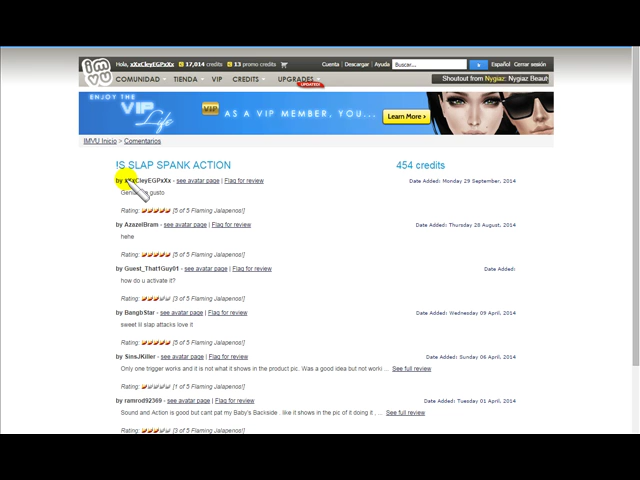 imvu
Hola, xXxCleyEGPxXx 17,014 credits 13 promo credits
Cuenta | Descargar | Ayuda Buscar... Español Cerrar sesión
COMUNIDAD TIENDA VIP CREDITS UPGRADES
UPDATED!
Shoutout from Nygiaz: Nygiaz Beaut
ENJOY THE
VIP
Life
VIP AS A VIP MEMBER, YOU... Learn More >
IMVU Inicio > Comentarios
!S SLAP SPANK ACTION 454 credits
by xXxCleyEGPxXx - see avatar page | Flag for review Date Added: Monday 29 September, 2014
gusto
Rating: [5 of 5 Flaming Jalapenos!]
by AzazelBram - see avatar page | Flag for review Date Added: Thursday 28 August, 2014
hehe
Rating: [5 of 5 Flaming Jalapenos!]
by Guest_That1Guy01 - see avatar page | Flag for review Date Added:
how do u activate it?
Rating: [3 of 5 Flaming Jalapenos!]
by BangbStar - see avatar page | Flag for review Date Added: Wednesday 09 April, 2014
sweet lil slap attacks love it
Rating: [5 of 5 Flaming Jalapenos!]
by SinsJKiller - see avatar page | Flag for review Date Added: Sunday 06 April, 2014
Only one trigger works and it is not what it shows in the product pic. Was a good idea but not worki ... See full review
Rating: [1 of 5 Flaming Jalapenos!]
by ramrod92369 - see avatar page | Flag for review Date Added: Tuesday 01 April, 2014
Sound and Action is good but cant pat my Baby's Backside . like it shows in the pic of it doing it , ... See full review
Rating: [3 of 5 Flaming Jalapenos!]